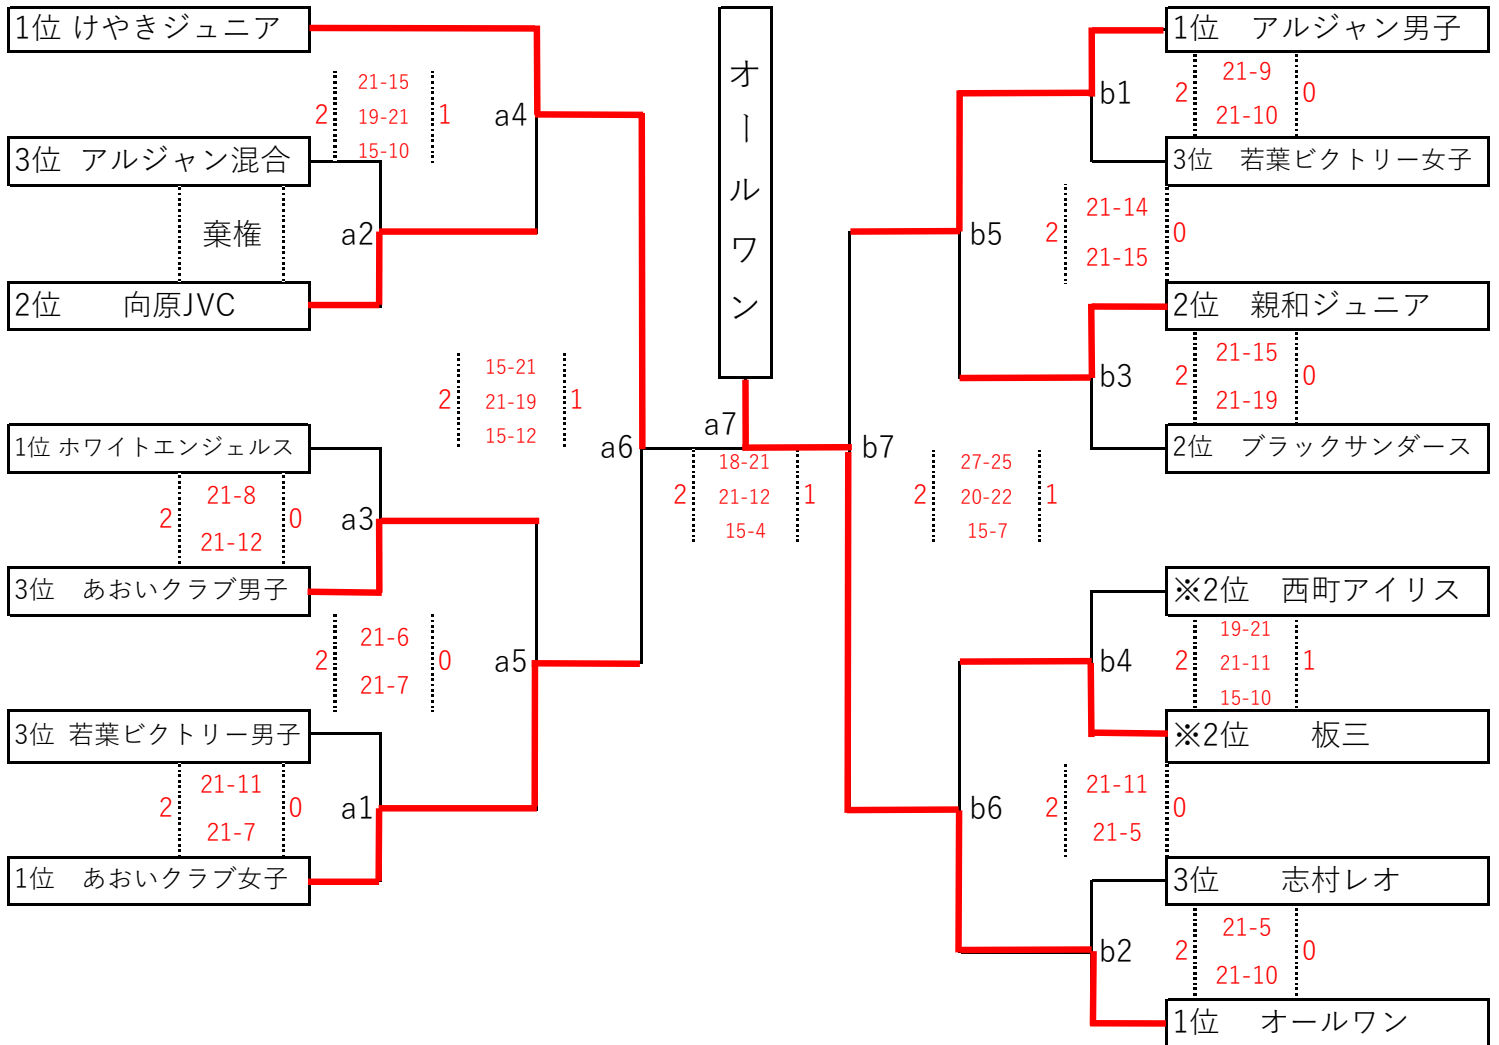 1位 けやきジュニア
21-15
2 19-21 1
15-10
a4
3位 アルジャン混合
棄権
a2
2位 向原JVC
15-21
2 21-19 1
15-12
a6
1位 ホワイトエンジェルス
21-8
2 0
21-12
a3
3位 あおいクラブ男子
21-6
2 0
21-7
a5
3位 若葉ビクトリー男子
21-11
2 0
21-7
a1
1位 あおいクラブ女子
オールワン
a7
18-21
2 21-12 1
15-4
b7
27-25
2 20-22 1
15-7
1位 アルジャン男子
21-9
2 0
21-10
b1
3位 若葉ビクトリー女子
21-14
2 0
21-15
b5
2位 親和ジュニア
21-15
2 0
21-19
b3
2位 ブラックサンダース
※2位 西町アイリス
19-21
2 21-11 1
15-10
b4
※2位 板三
21-11
2 0
21-5
b6
3位 志村レオ
21-5
2 0
21-10
b2
1位 オールワン